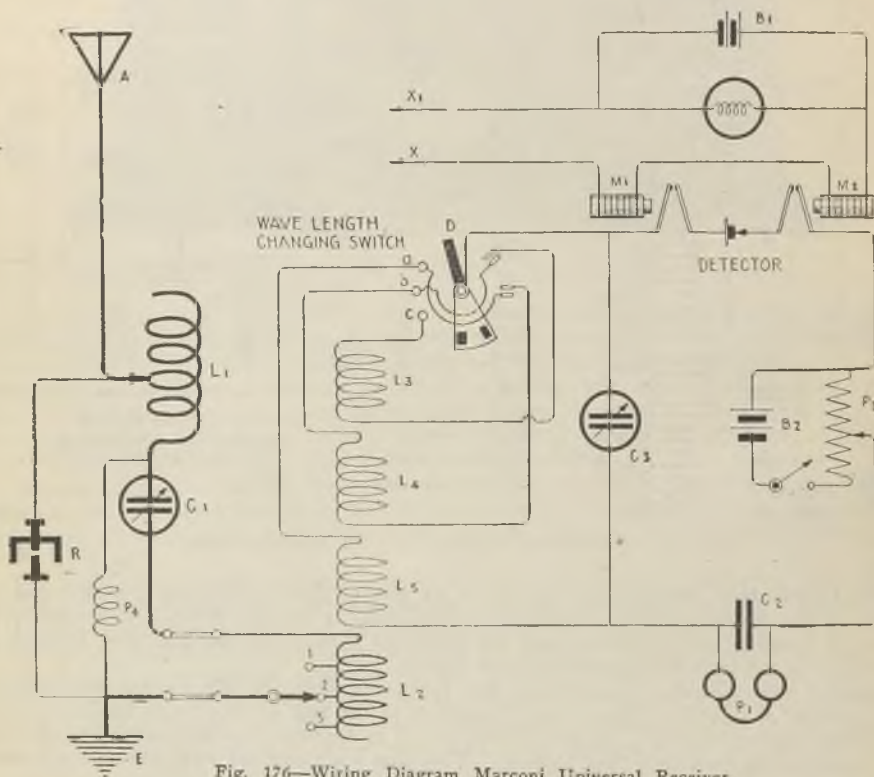 B1
A
X1
X
M1
M2
WAVE LENGTH
CHANGING SWITCH
D
a
b
c
DETECTOR
L1
L3
B2
C3
C1
L4
R
P4
L5
C2
1
2
3
L2
P1
E
Fig. 176—Wiring Diagram Marconi Universal Receiver